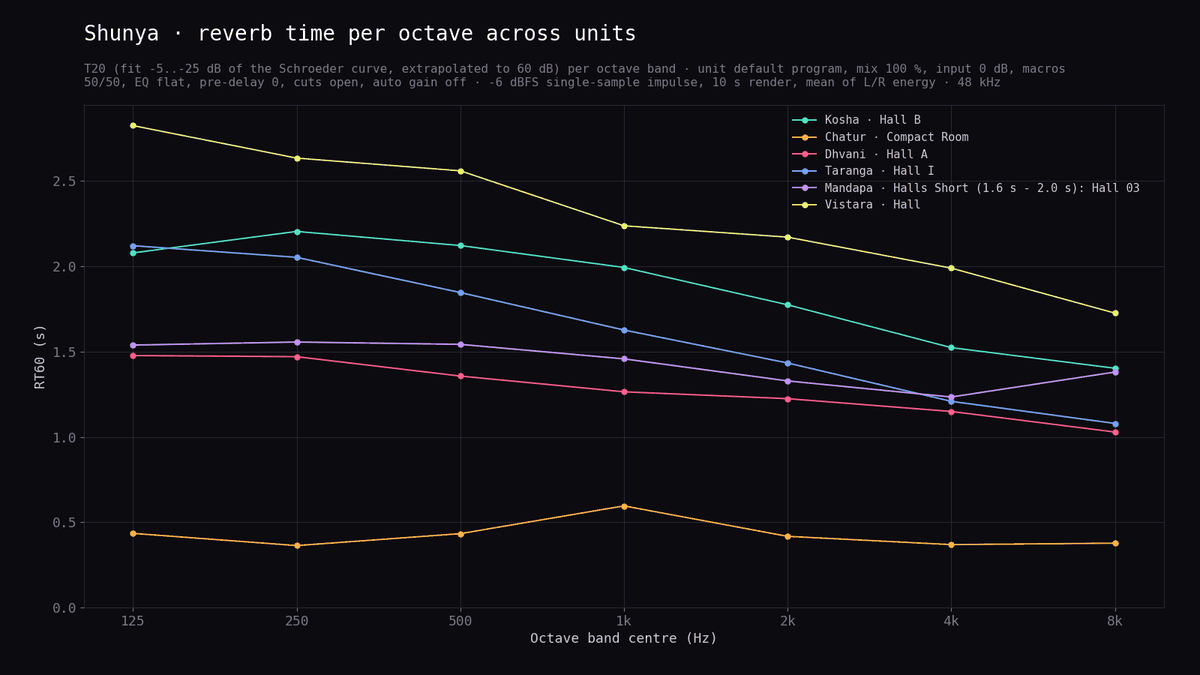 Shunya · reverb time per octave across units
T20 (fit -5..-25 dB of the Schroeder curve, extrapolated to 60 dB) per octave band · unit default program, mix 100 %, input 0 dB, macros
50/50, EQ flat, pre-delay 0, cuts open, auto gain off · -6 dBFS single-sample impulse, 10 s render, mean of L/R energy · 48 kHz
Kosha · Hall B
Chatur · Compact Room
Dhvani · Hall A
Taranga · Hall I
Mandapa · Halls Short (1.6 s - 2.0 s): Hall 03
Vistara · Hall
2.5
2.0
1.5
1.0
0.5
0.0
RT60 (s)
125 250 500 1k 2k 4k 8k
Octave band centre (Hz)